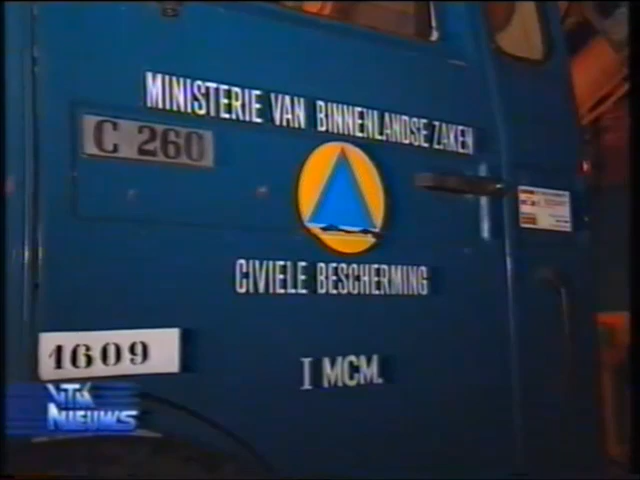 MINISTERIE VAN BINNENLANDSE ZAKEN
C 260
CIVIELE BESCHERMING
1609
I MCM.
VTM
NIEUWS